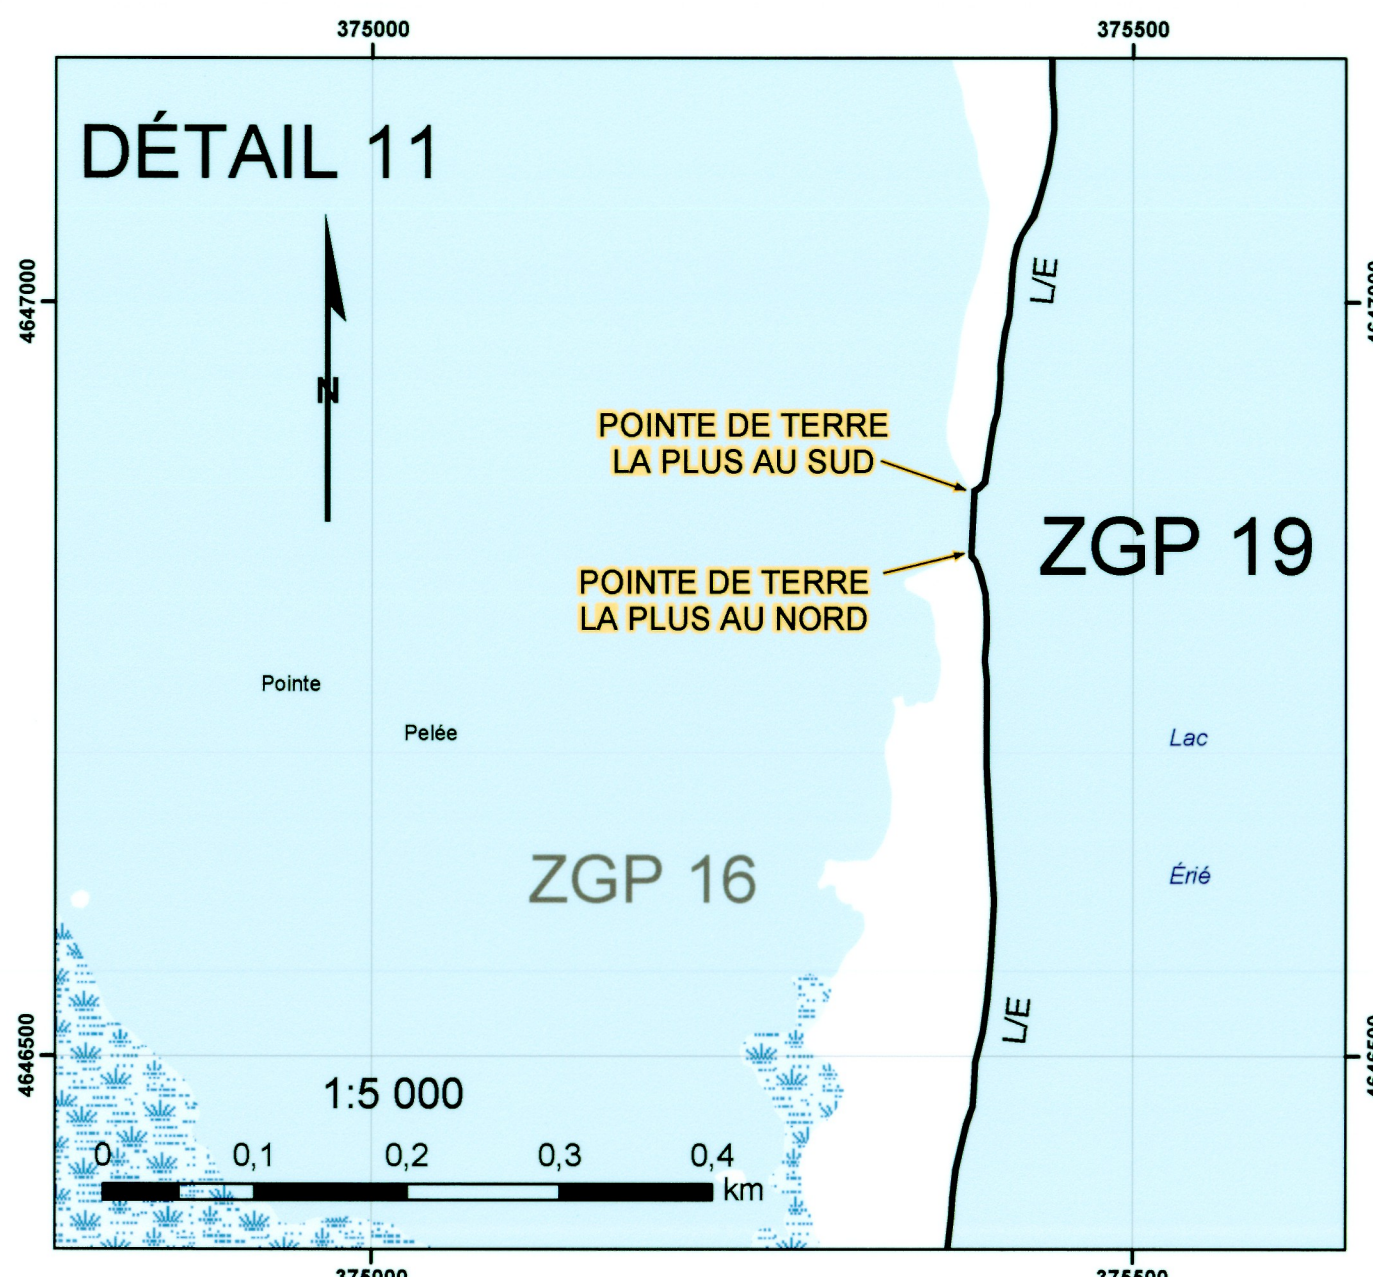 375000
375500
DÉTAIL 11
4647000
4647000
N
L/E
POINTE DE TERRE
LA PLUS AU SUD
ZGP 19
POINTE DE TERRE
LA PLUS AU NORD
Pointe
Pelée
Lac
ZGP 16
Érié
L/E
4646500
4646500
1:5 000
0 0,1 0,2 0,3 0,4
km
375000
375500